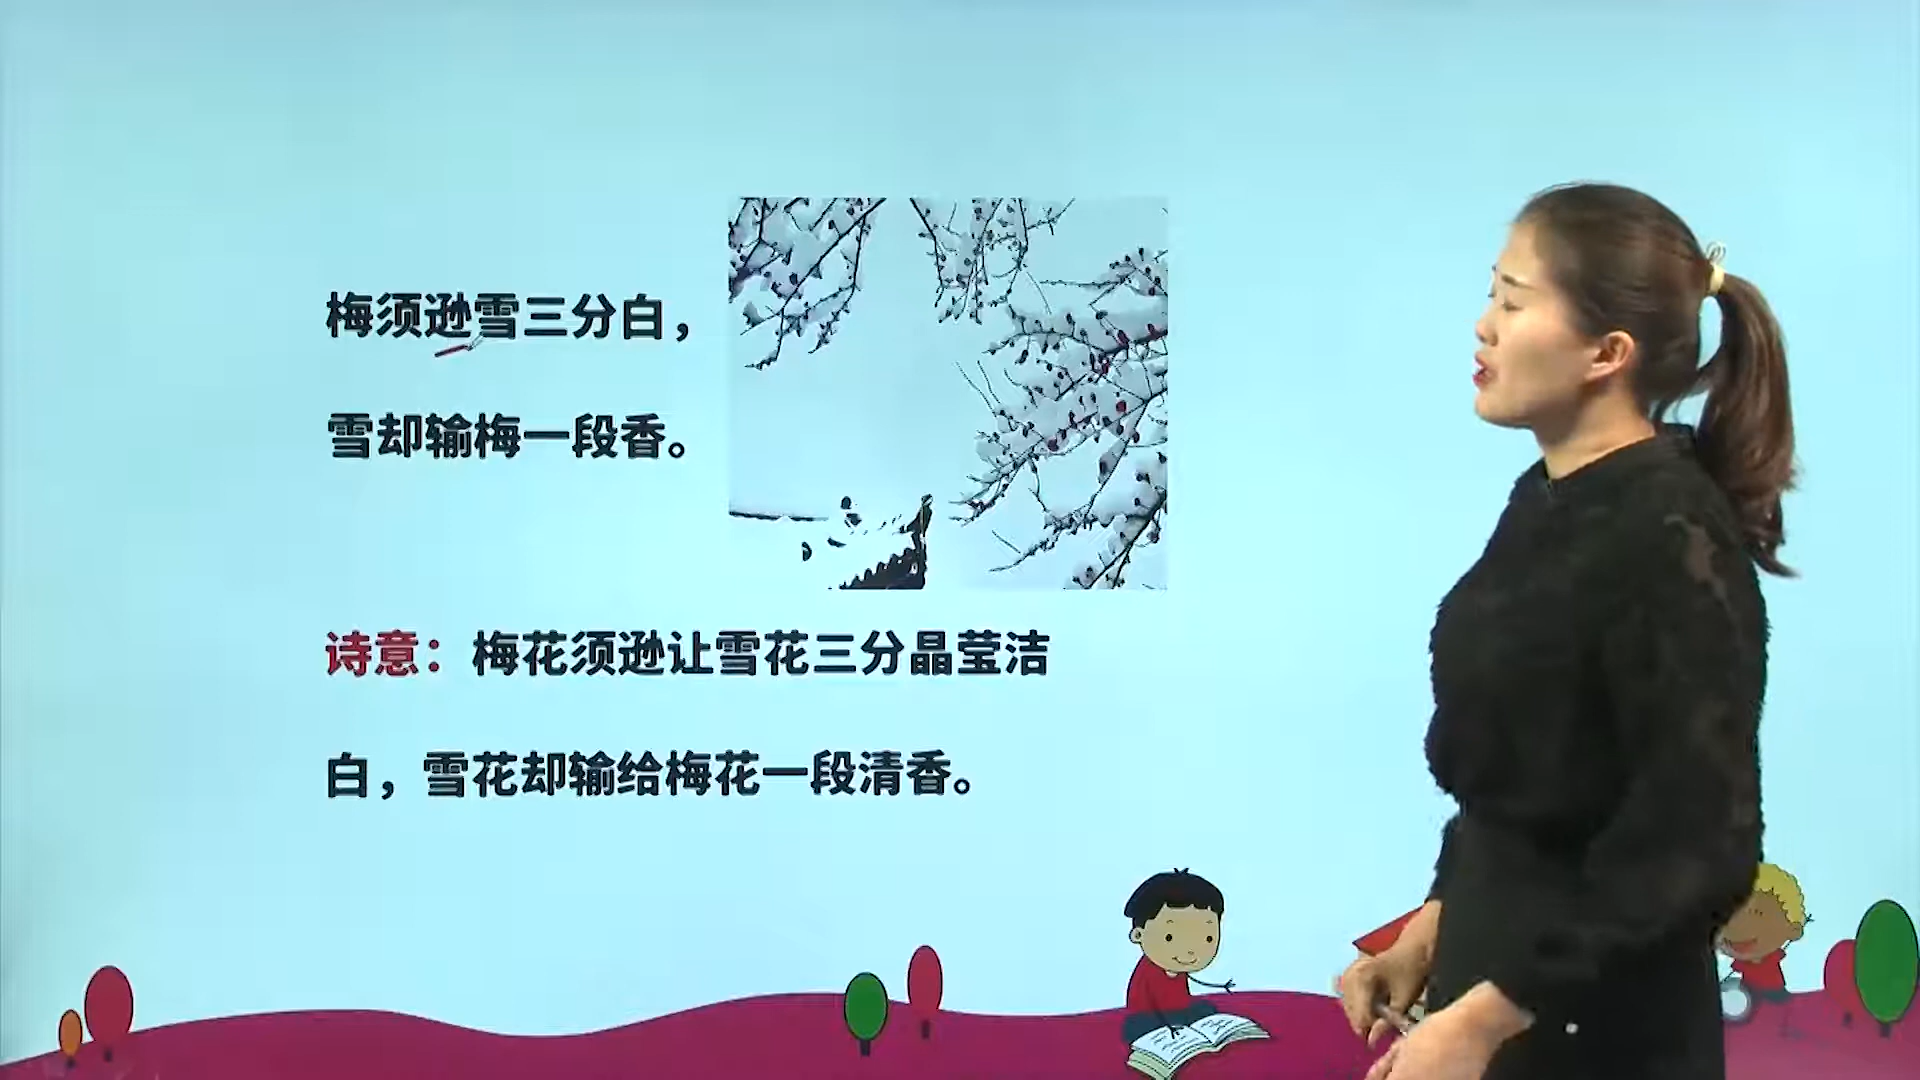 梅须逊雪三分白，
雪却输梅一段香。
诗意：梅花须逊让雪花三分晶莹洁
白，雪花却输给梅花一段清香。